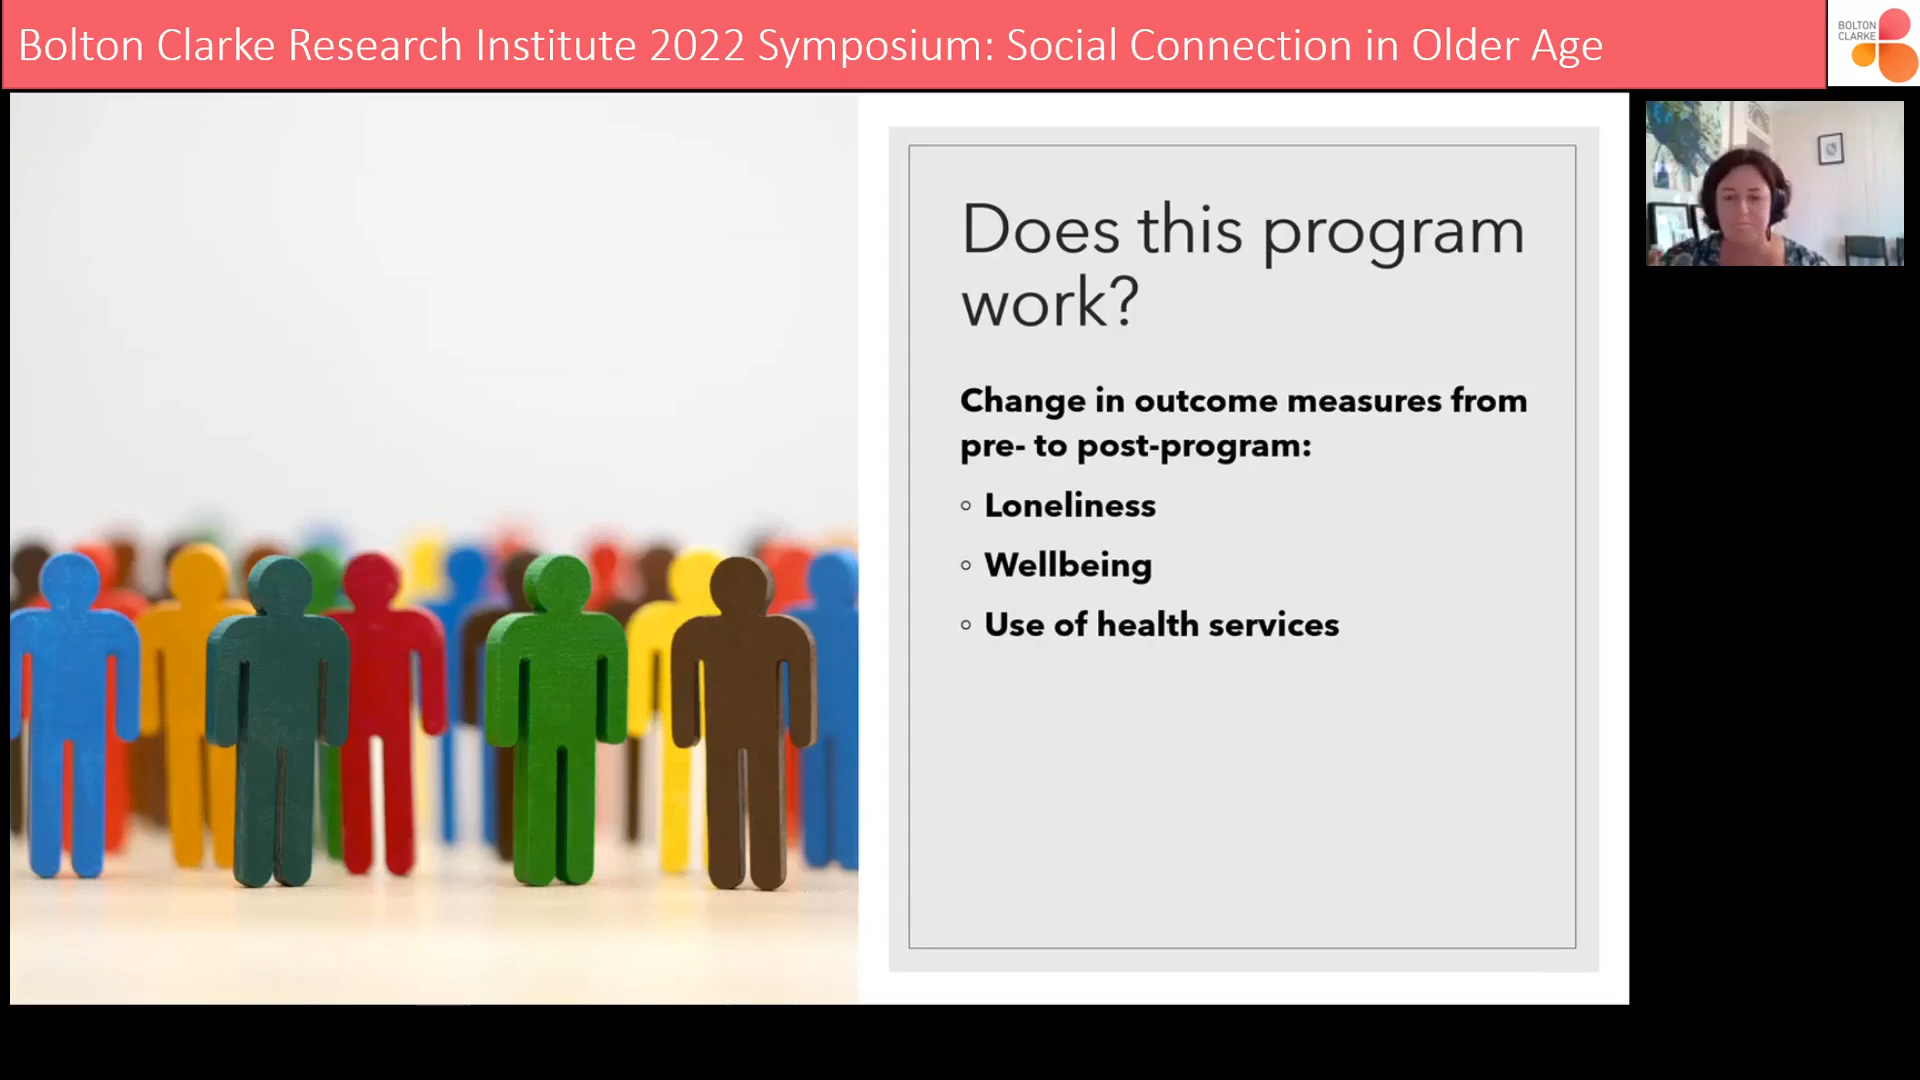 Bolton Clarke Research Institute 2022 Symposium: Social Connection in Older Age
BOLTON
CLARKE
Does this program
work?
Change in outcome measures from
pre- to post-program:
◦ Loneliness
◦ Wellbeing
◦ Use of health services